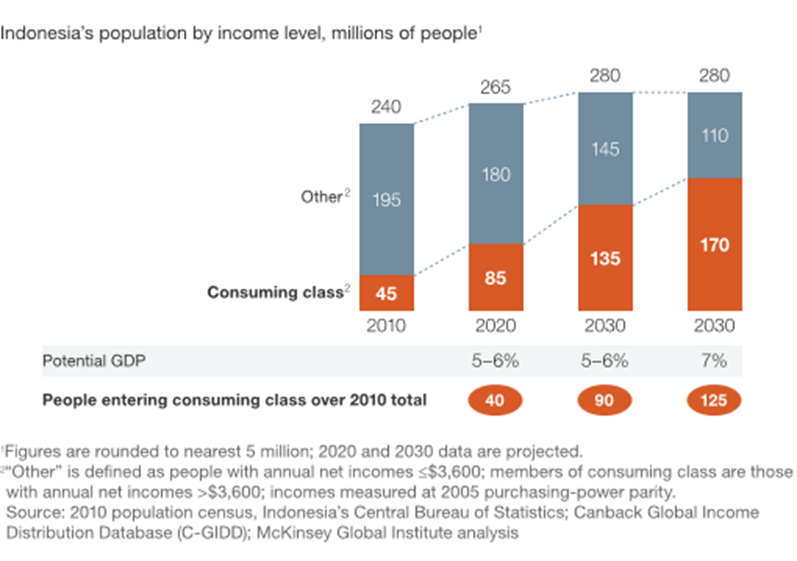 Indonesia's population by income level, millions of people¹
240
265
280
280
Other²
195
180
145
110
Consuming class²
45
85
135
170
2010
2020
2030
2030
Potential GDP
5–6%
5–6%
7%
People entering consuming class over 2010 total
40
90
125
¹Figures are rounded to nearest 5 million; 2020 and 2030 data are projected.
²“Other” is defined as people with annual net incomes ≤$3,600; members of consuming class are those
with annual net incomes >$3,600; incomes measured at 2005 purchasing-power parity.
Source: 2010 population census, Indonesia's Central Bureau of Statistics; Canback Global Income
Distribution Database (C-GIDD); McKinsey Global Institute analysis